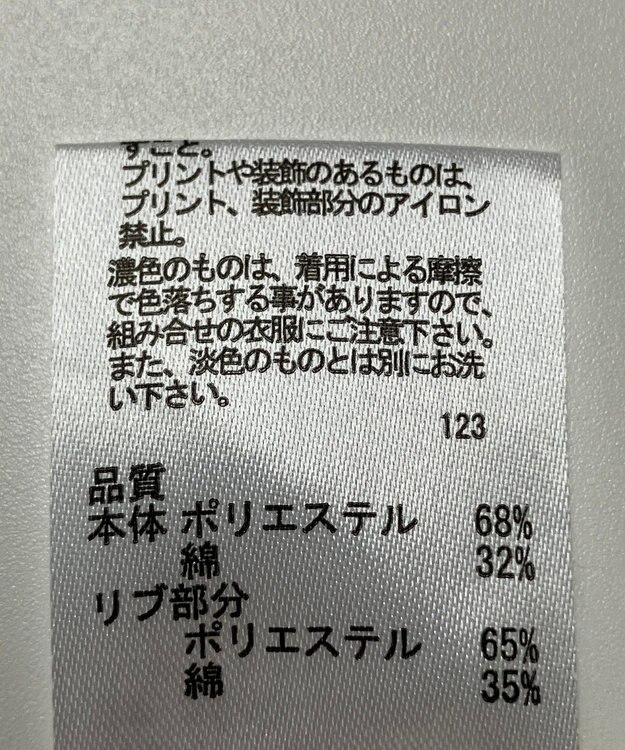 すこと。
プリントや装飾のあるものは、
プリント、装飾部分のアイロン
禁止。
濃色のものは、着用による摩擦
で色落ちする事がありますので、
組み合せの衣服にご注意下さい。
また、淡色のものとは別にお洗
い下さい。
123
品質
本体 ポリエステル 68%
綿 32%
リブ部分
ポリエステル 65%
綿 35%